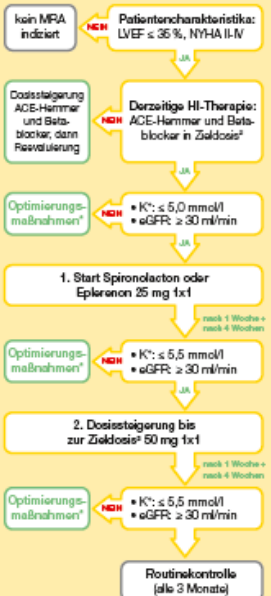 kein MRA
indiziert
NEIN
Patientencharakteristika:
LVEF ≤ 35 %, NYHA II-IV
JA
Dosissteigerung
ACE-Hemmer
und Beta-
blocker, dann
Reevaluierung
Derzeitige HI-Therapie:
ACE-Hemmer und Beta-
blocker in Zieldosis²
JA
Optimierungs-
maßnahmen*
NEIN
• K⁺: ≤ 5,0 mmol/l
• eGFR: ≥ 30 ml/min
JA
1. Start Spironolacton oder
Eplerenon 25 mg 1x1
nach 1 Woche +
nach 4 Wochen
Optimierungs-
maßnahmen*
NEIN
• K⁺: ≤ 5,5 mmol/l
• eGFR: ≥ 30 ml/min
JA
2. Dosissteigerung bis
zur Zieldosis² 50 mg 1x1
nach 1 Woche +
nach 4 Wochen
Optimierungs-
maßnahmen*
NEIN
• K⁺: ≤ 5,5 mmol/l
• eGFR: ≥ 30 ml/min
Routinekontrolle
(alle 3 Monate)